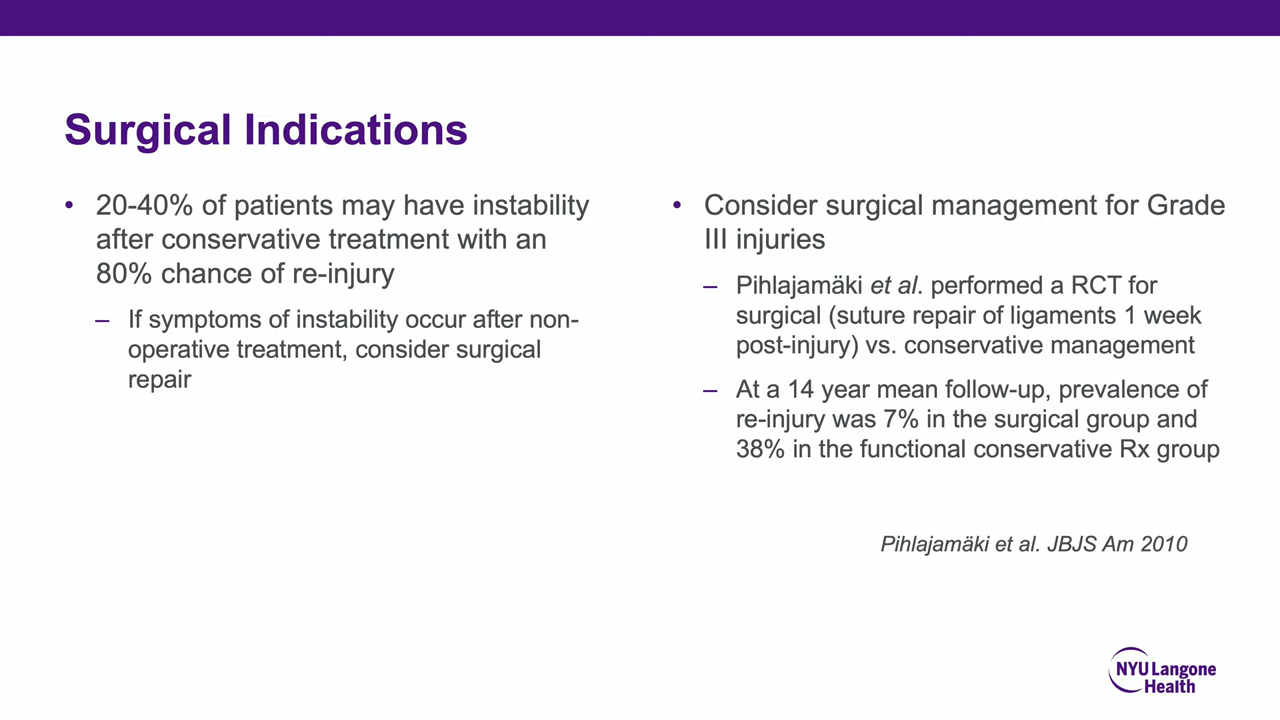 Surgical Indications
• 20-40% of patients may have instability
after conservative treatment with an
80% chance of re-injury
– If symptoms of instability occur after non-
operative treatment, consider surgical
repair
• Consider surgical management for Grade
III injuries
– Pihlajamäki et al. performed a RCT for
surgical (suture repair of ligaments 1 week
post-injury) vs. conservative management
– At a 14 year mean follow-up, prevalence of
re-injury was 7% in the surgical group and
38% in the functional conservative Rx group
Pihlajamäki et al. JBJS Am 2010
NYU Langone
Health